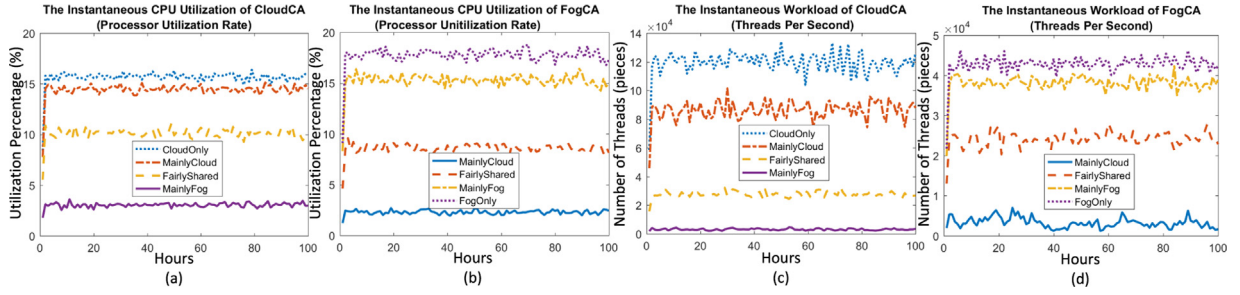 The Instantaneous CPU Utilization of CloudCA
(Processor Utilization Rate)
Utilization Percentage (%)
20
15
10
5
0
CloudOnly
MainlyCloud
FairlyShared
MainlyFog
0
20
40
60
80
100
Hours
(a)
The Instantaneous CPU Utilization of FogCA
(Processor Unitilization Rate)
Utilization Percentage (%)
20
15
10
5
0
MainlyCloud
FairlyShared
MainlyFog
FogOnly
0
20
40
60
80
100
Hours
(b)
The Instantaneous Workload of CloudCA
(Threads Per Second)
Number of Threads (pieces)
14 ×10⁴
12
10
8
6
4
2
0
CloudOnly
MainlyCloud
FairlyShared
MainlyFog
0
20
40
60
80
100
Hours
(c)
The Instantaneous Workload of FogCA
(Threads Per Second)
Number of Threads (pieces)
5 ×10⁴
4
3
2
1
0
MainlyCloud
FairlyShared
MainlyFog
FogOnly
0
20
40
60
80
100
Hours
(d)